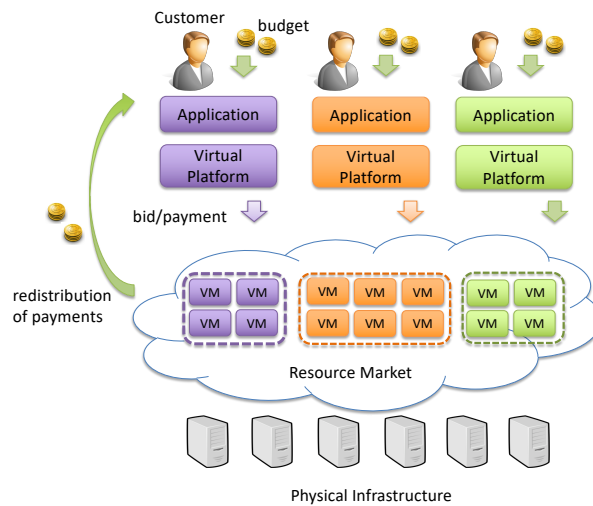 Customer
budget
Application Application Application
Virtual Virtual Virtual
Platform Platform Platform
bid/payment
VM VM VM VM VM VM VM
VM VM VM VM VM VM VM
redistribution
of payments
Resource Market
Physical Infrastructure